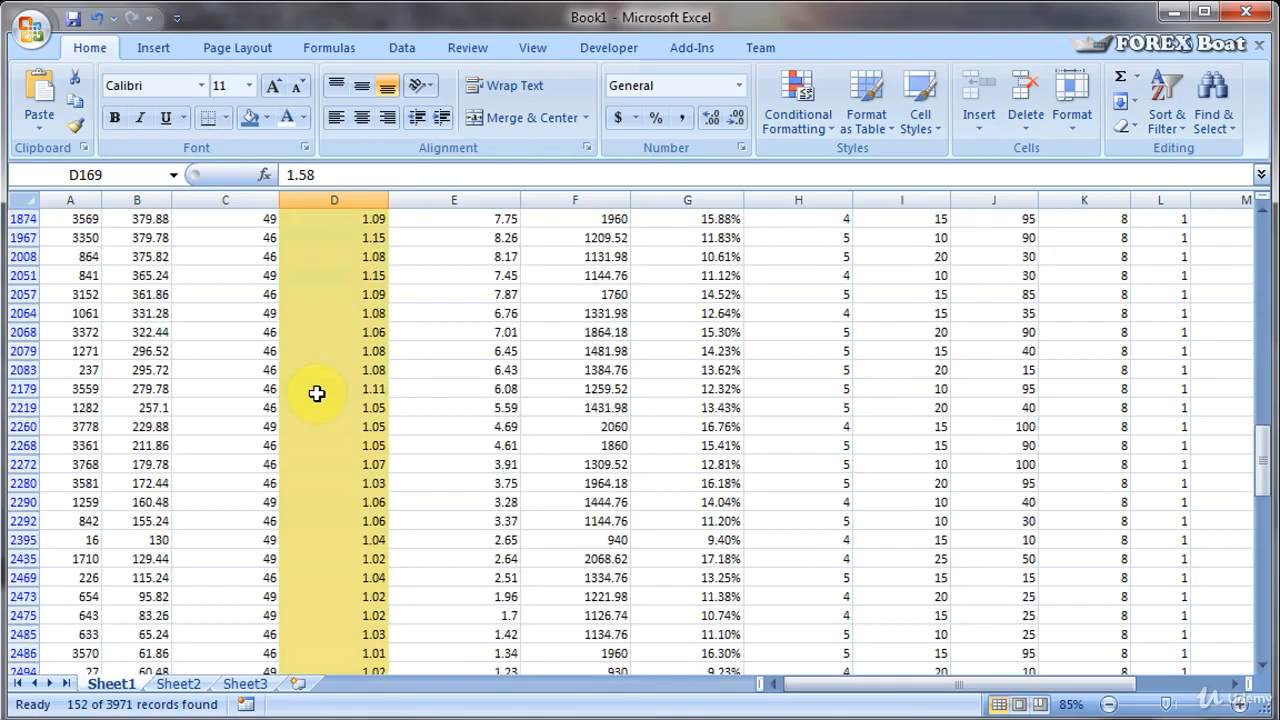 Book1 - Microsoft Excel
Home Insert Page Layout Formulas Data Review View Developer Add-Ins Team
FOREX Boat
Paste
Calibri 11
B I U
Wrap Text
Merge & Center
General
$ % ,
Conditional Formatting
Format as Table
Cell Styles
Insert Delete Format
Sort & Filter
Find & Select
Clipboard Font Alignment Number Styles Cells Editing
D169 fx 1.58
A B C D E F G H I J K L M
1874 3569 379.88 49 1.09 7.75 1960 15.88% 4 15 95 8 1
1967 3350 379.78 46 1.15 8.26 1209.52 11.83% 5 10 90 8 1
2008 864 375.82 46 1.08 8.17 1131.98 10.61% 5 20 30 8 1
2051 841 365.24 49 1.15 7.45 1144.76 11.12% 4 10 30 8 1
2057 3152 361.86 46 1.09 7.87 1760 14.52% 5 15 85 8 1
2064 1061 331.28 49 1.08 6.76 1331.98 12.64% 4 15 35 8 1
2068 3372 322.44 46 1.06 7.01 1864.18 15.30% 5 20 90 8 1
2079 1271 296.52 46 1.08 6.45 1481.98 14.23% 5 15 40 8 1
2083 237 295.72 46 1.08 6.43 1384.76 13.62% 5 20 15 8 1
2179 3559 279.78 46 1.11 6.08 1259.52 12.32% 5 10 95 8 1
2219 1282 257.1 46 1.05 5.59 1431.98 13.43% 5 20 40 8 1
2260 3778 229.88 49 1.05 4.69 2060 16.76% 4 15 100 8 1
2268 3361 211.86 46 1.05 4.61 1860 15.41% 5 15 90 8 1
2272 3768 179.78 46 1.07 3.91 1309.52 12.81% 5 10 100 8 1
2280 3581 172.44 46 1.03 3.75 1964.18 16.18% 5 20 95 8 1
2290 1259 160.48 49 1.06 3.28 1444.76 14.04% 4 10 40 8 1
2292 842 155.24 46 1.06 3.37 1144.76 11.20% 5 10 30 8 1
2395 16 130 49 1.04 2.65 940 9.40% 4 15 10 8 1
2435 1710 129.44 49 1.02 2.64 2068.62 17.18% 4 25 50 8 1
2469 226 115.24 46 1.04 2.51 1334.76 13.25% 5 15 15 8 1
2473 654 95.82 49 1.02 1.96 1221.98 11.38% 4 20 25 8 1
2475 643 83.26 49 1.02 1.7 1126.74 10.74% 4 15 25 8 1
2485 633 65.24 46 1.03 1.42 1134.76 11.10% 5 10 25 8 1
2486 3570 61.86 46 1.01 1.34 1960 16.30% 5 15 95 8 1
2494 27 60.48 49 1.02 1.23 930 9.23% 4 20 10 8 1
Sheet1 Sheet2 Sheet3
Ready 152 of 3971 records found 85%
Udemy